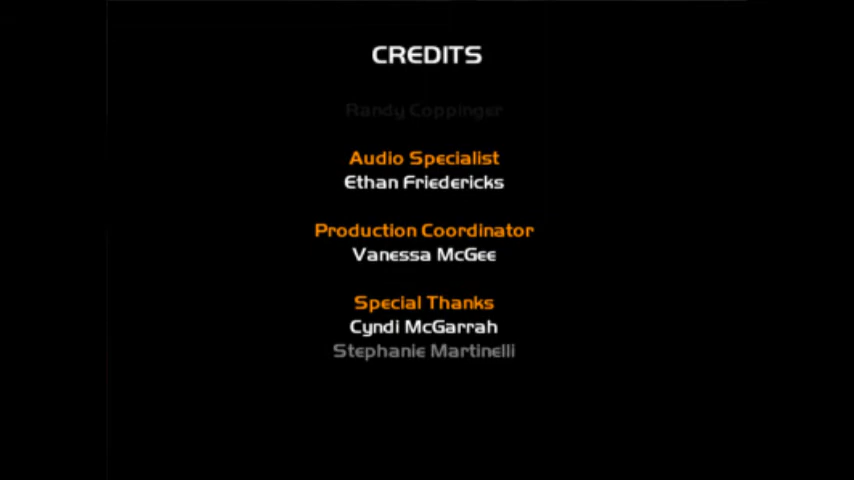 CREDITS
Randy Coppinger
Audio Specialist
Ethan Friedericks
Production Coordinator
Vanessa McGee
Special Thanks
Cyndi McGarrah
Stephanie Martinelli